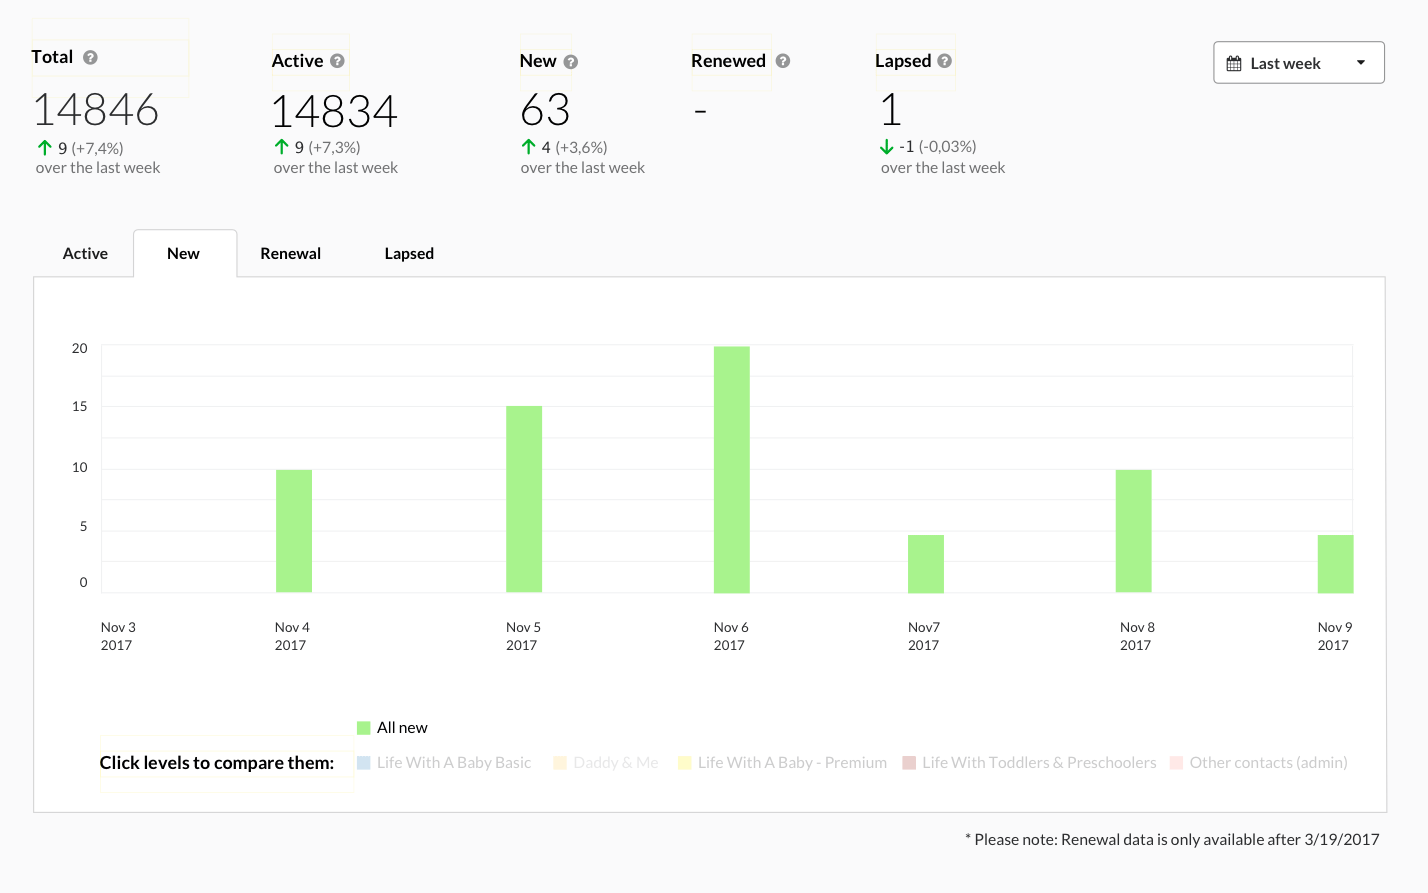 Total ?
Active ?
New ?
Renewed ?
Lapsed ?
Last week
14846
14834
63
-
1
9 (+7,4%)
over the last week
9 (+7,3%)
over the last week
4 (+3,6%)
over the last week
-1 (-0,03%)
over the last week
Active
New
Renewal
Lapsed
20
15
10
5
0
Nov 3
2017
Nov 4
2017
Nov 5
2017
Nov 6
2017
Nov7
2017
Nov 8
2017
Nov 9
2017
All new
Click levels to compare them:
Life With A Baby Basic
Daddy & Me
Life With A Baby - Premium
Life With Toddlers & Preschoolers
Other contacts (admin)
* Please note: Renewal data is only available after 3/19/2017